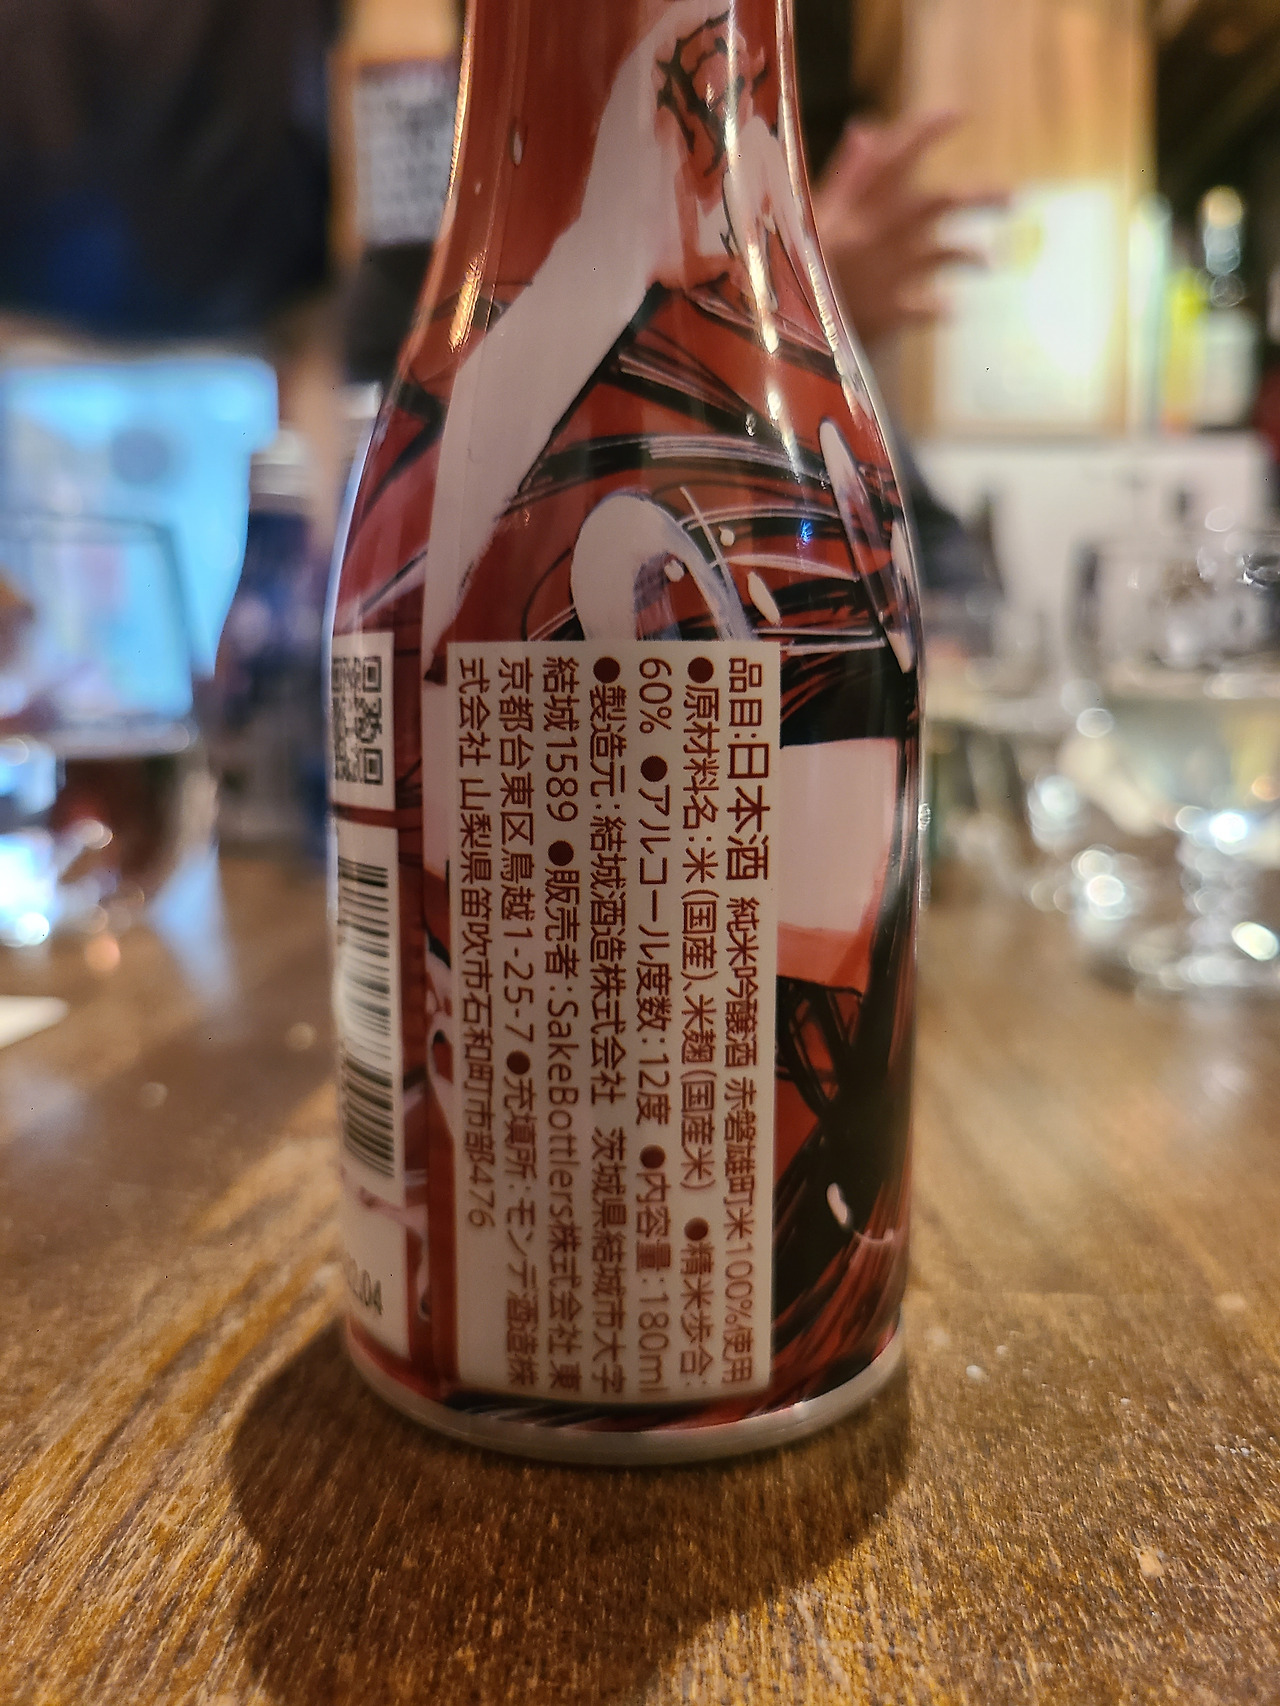 品目:日本酒 純米吟醸酒 赤磐雄町米100%使用
●原材料名:米(国産)、米麹(国産米) ●精米歩合:
60% ●アルコール度数:12度 ●内容量:180ml
●製造元:結城酒造株式会社 茨城県結城市大字
結城1589 ●販売者:SakeBottlers株式会社 東
京都台東区鳥越1-25-7 ●充填所:モンデ酒造株
式会社 山梨県笛吹市石和町市部476